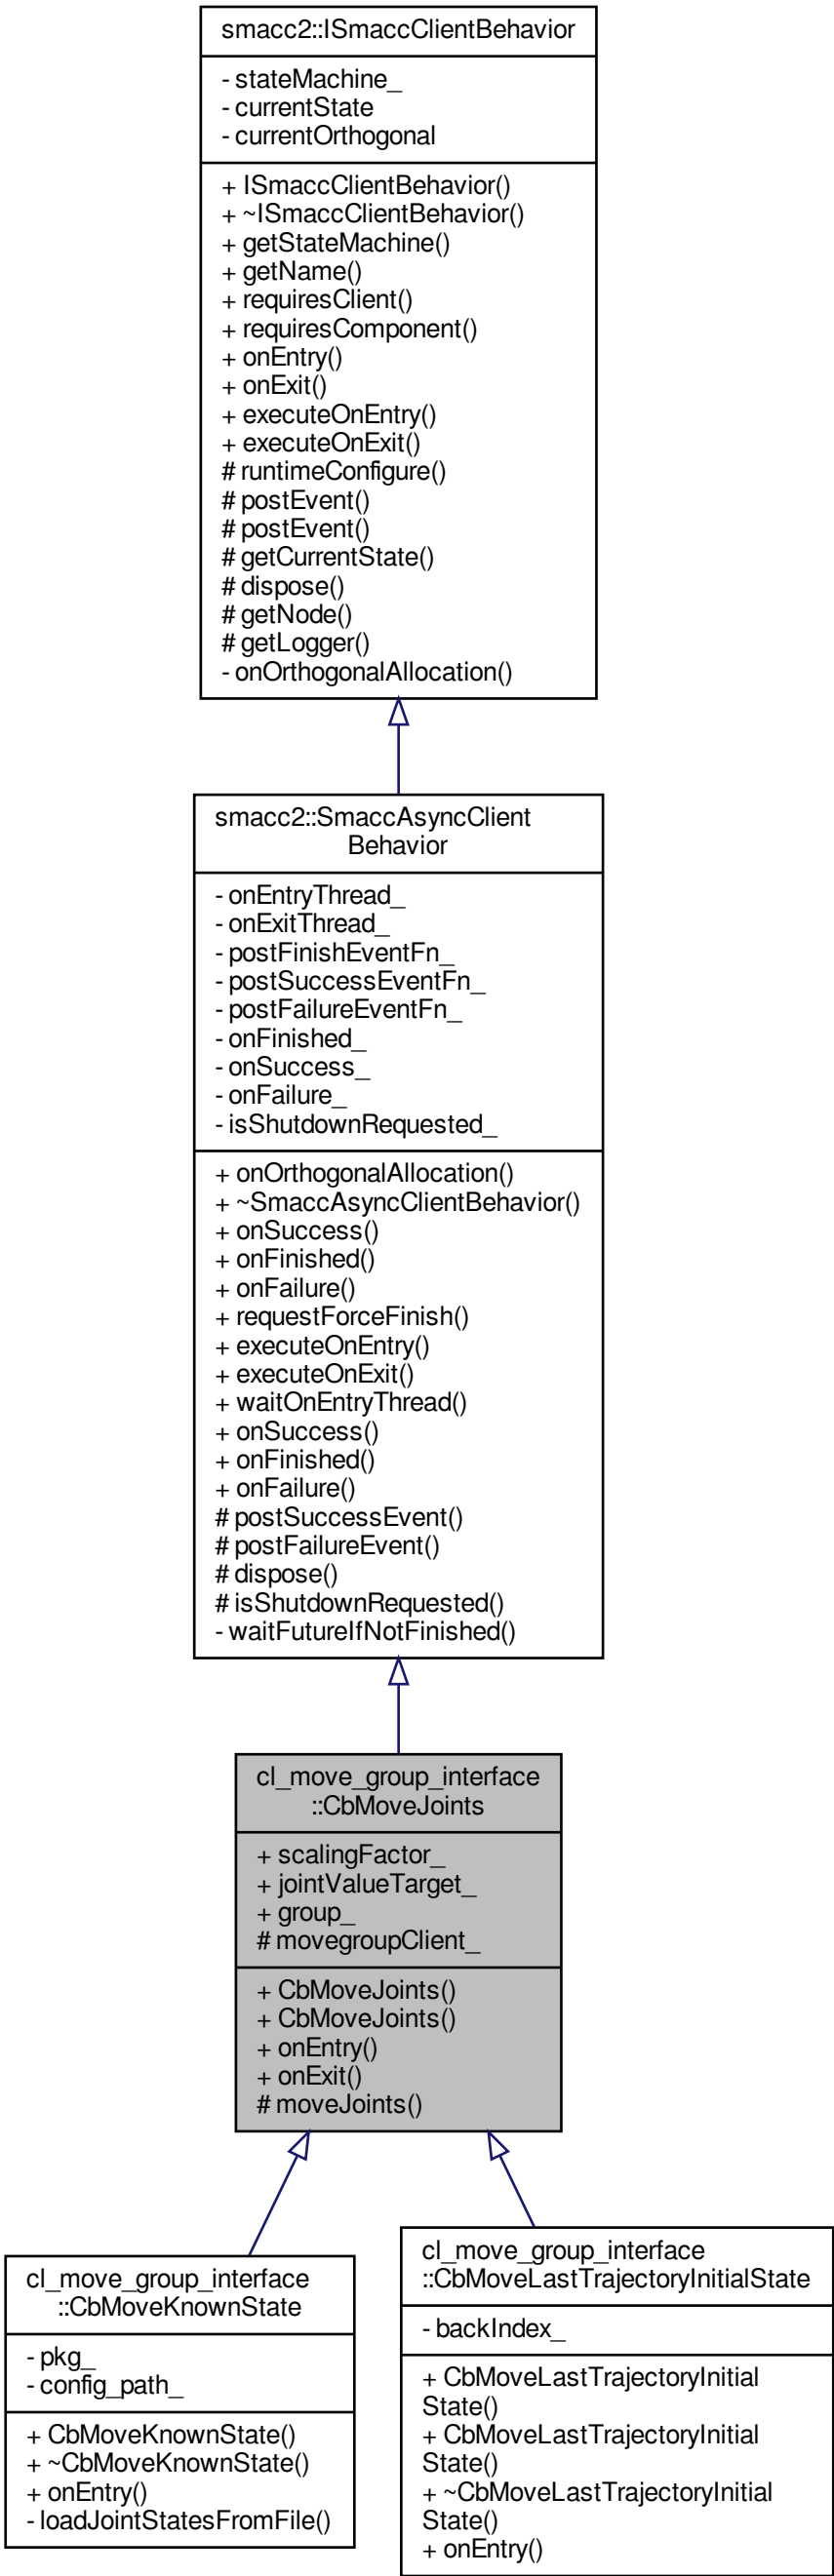 smacc2::ISmaccClientBehavior
- stateMachine_
- currentState
- currentOrthogonal
+ ISmaccClientBehavior()
+ ~ISmaccClientBehavior()
+ getStateMachine()
+ getName()
+ requiresClient()
+ requiresComponent()
+ onEntry()
+ onExit()
+ executeOnEntry()
+ executeOnExit()
# runtimeConfigure()
# postEvent()
# postEvent()
# getCurrentState()
# dispose()
# getNode()
# getLogger()
- onOrthogonalAllocation()
smacc2::SmaccAsyncClient
Behavior
- onEntryThread_
- onExitThread_
- postFinishEventFn_
- postSuccessEventFn_
- postFailureEventFn_
- onFinished_
- onSuccess_
- onFailure_
- isShutdownRequested_
+ onOrthogonalAllocation()
+ ~SmaccAsyncClientBehavior()
+ onSuccess()
+ onFinished()
+ onFailure()
+ requestForceFinish()
+ executeOnEntry()
+ executeOnExit()
+ waitOnEntryThread()
+ onSuccess()
+ onFinished()
+ onFailure()
# postSuccessEvent()
# postFailureEvent()
# dispose()
# isShutdownRequested()
- waitFutureIfNotFinished()
cl_move_group_interface
::CbMoveJoints
+ scalingFactor_
+ jointValueTarget_
+ group_
# movegroupClient_
+ CbMoveJoints()
+ CbMoveJoints()
+ onEntry()
+ onExit()
# moveJoints()
cl_move_group_interface
::CbMoveKnownState
- pkg_
- config_path_
+ CbMoveKnownState()
+ ~CbMoveKnownState()
+ onEntry()
- loadJointStatesFromFile()
cl_move_group_interface
::CbMoveLastTrajectoryInitialState
- backIndex_
+ CbMoveLastTrajectoryInitial
State()
+ CbMoveLastTrajectoryInitial
State()
+ ~CbMoveLastTrajectoryInitial
State()
+ onEntry()